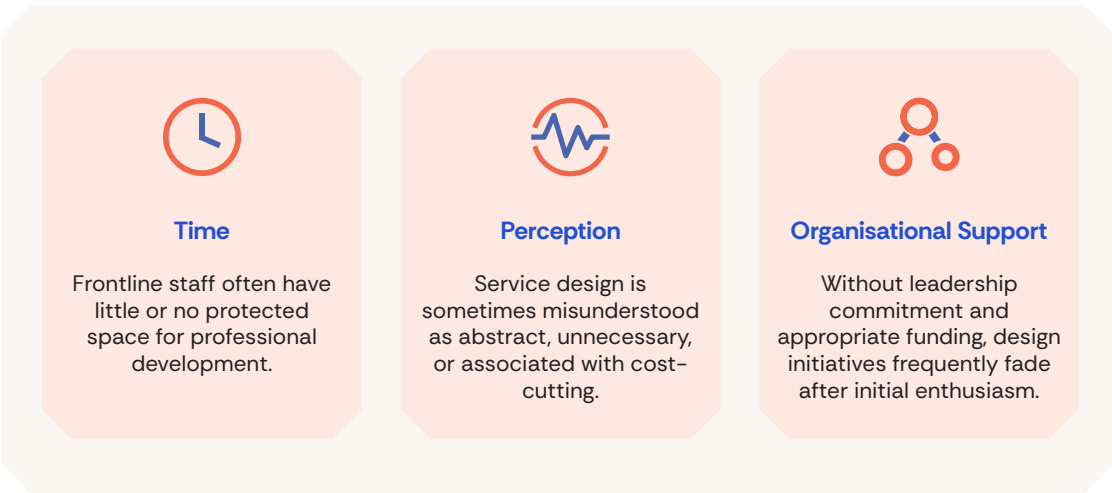 Time
Frontline staff often have
little or no protected
space for professional
development.
Perception
Service design is
sometimes misunderstood
as abstract, unnecessary,
or associated with cost-
cutting.
Organisational Support
Without leadership
commitment and
appropriate funding, design
initiatives frequently fade
after initial enthusiasm.